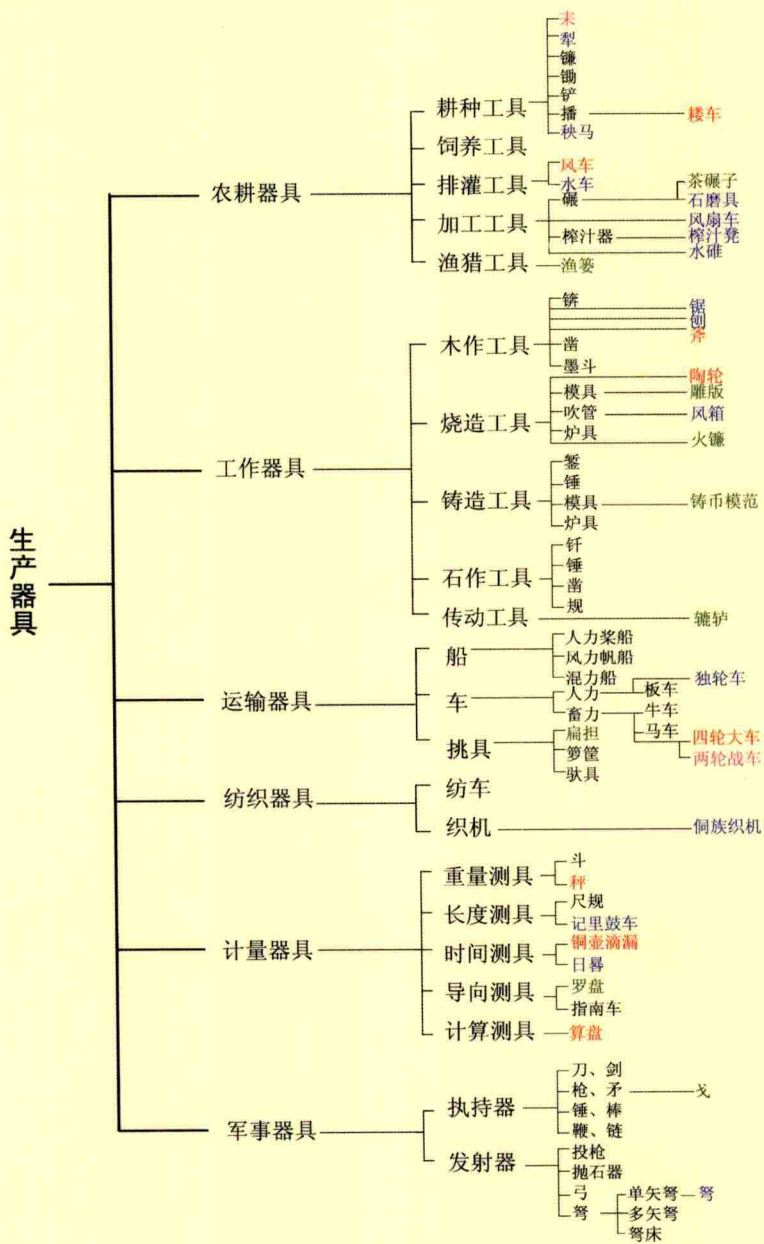 生产器具
农耕器具
耕种工具
耒
犁
镰
锄
铲
播
耧车
秧马
饲养工具
排灌工具
风车
水车
加工工具
碾
茶碾子
石磨具
风扇车
榨汁器
榨汁凳
水碓
渔猎工具
渔篓
工作器具
木作工具
锛
锯
刨
斧
凿
墨斗
烧造工具
陶轮
模具
雕版
吹管
风箱
炉具
火镰
铸造工具
錾
锤
模具
铸币模范
炉具
石作工具
钎
锤
凿
规
传动工具
辘轳
运输器具
船
人力桨船
风力帆船
混力船
车
人力
独轮车
板车
畜力
牛车
马车
四轮大车
两轮战车
挑具
扁担
箩筐
驮具
纺织器具
纺车
织机
侗族织机
计量器具
重量测具
斗
秤
长度测具
尺规
记里鼓车
时间测具
铜壶滴漏
日晷
导向测具
罗盘
指南车
计算测具
算盘
军事器具
执持器
刀、剑
枪、矛
戈
锤、棒
鞭、链
发射器
投枪
抛石器
弓
弩
单矢弩
弩
多矢弩
弩床